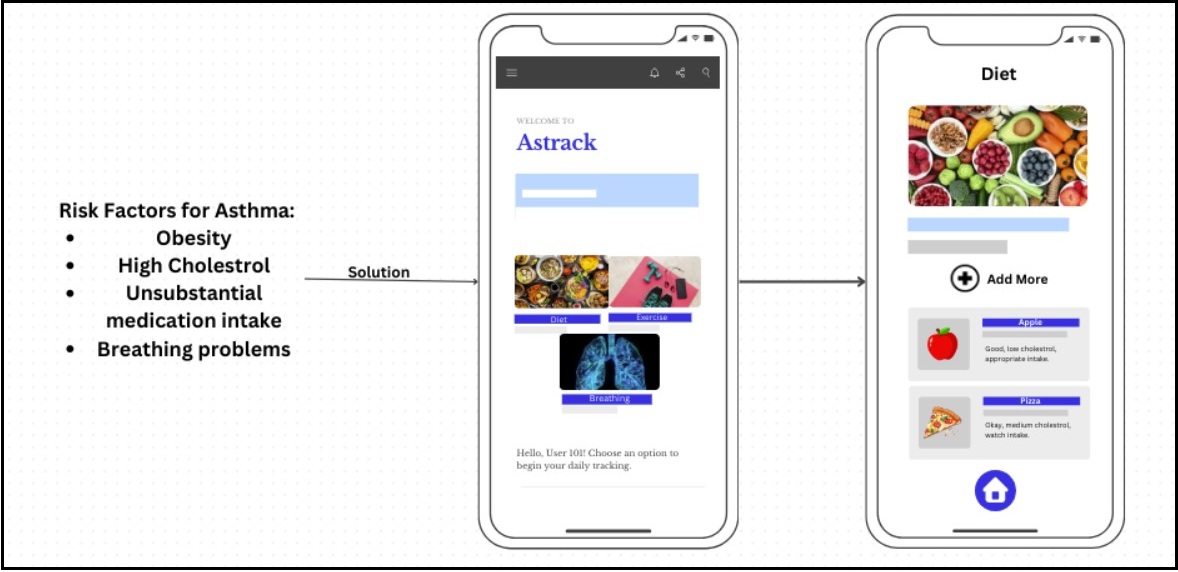 Risk Factors for Asthma:
Obesity
High Cholestrol
Unsubstantial
medication intake
Breathing problems
Solution
WELCOME TO
Astrack
Diet
Exercise
Breathing
Hello, User 101! Choose an option to
begin your daily tracking.
Diet
Add More
Apple
Good, low cholestrol,
appropriate intake.
Pizza
Okay, medium cholestrol,
watch intake.